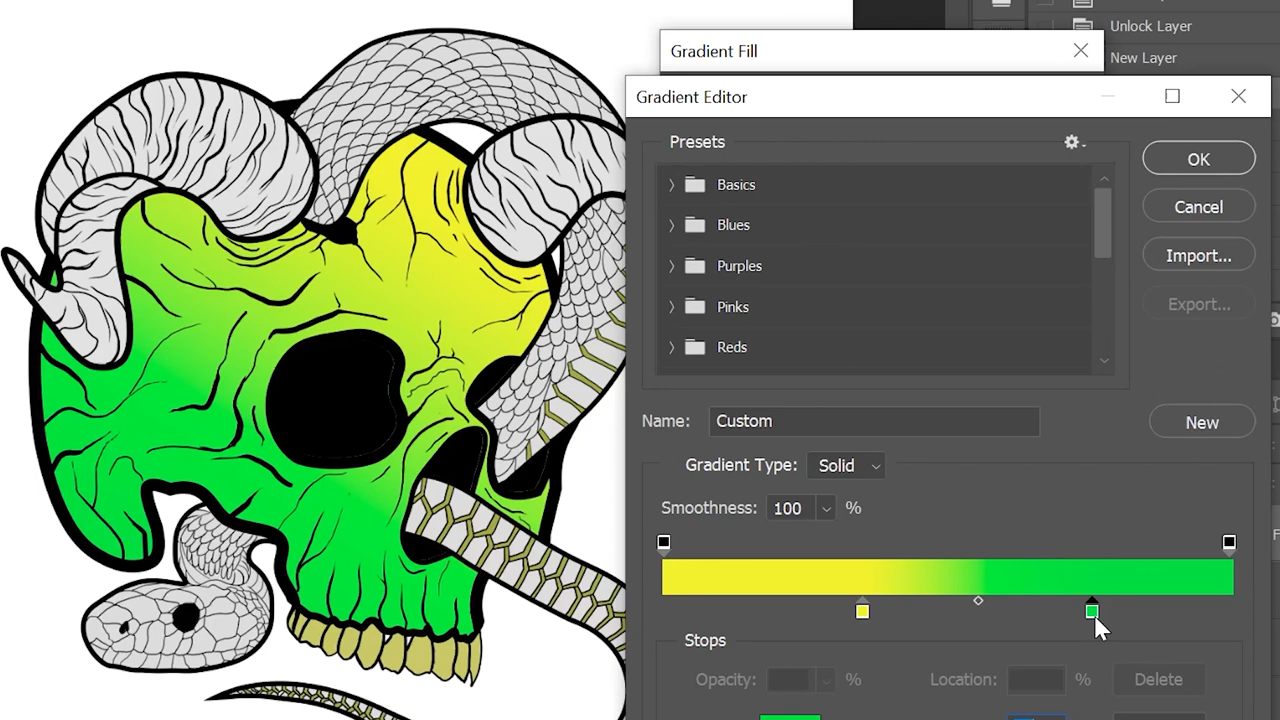 Unlock Layer
Gradient Fill
New Layer
Gradient Editor
Presets
OK
Basics
Cancel
Blues
Import...
Purples
Export...
Pinks
Reds
Name: Custom
New
Gradient Type: Solid
Smoothness: 100 %
Stops
Opacity: %
Location: %
Delete